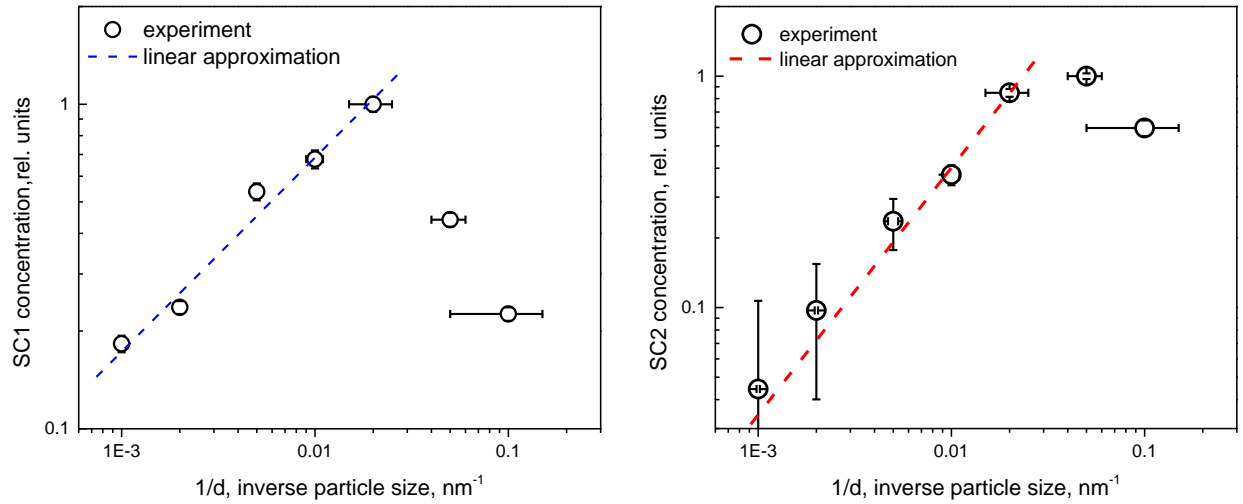 experiment
linear approximation
SC1 concentration,rel. units
1
0.1
1E-3
0.01
0.1
1/d, inverse particle size, nm⁻¹
experiment
linear approximation
SC2 concentration, rel. units
1
0.1
1E-3
0.01
0.1
1/d, inverse particle size, nm⁻¹